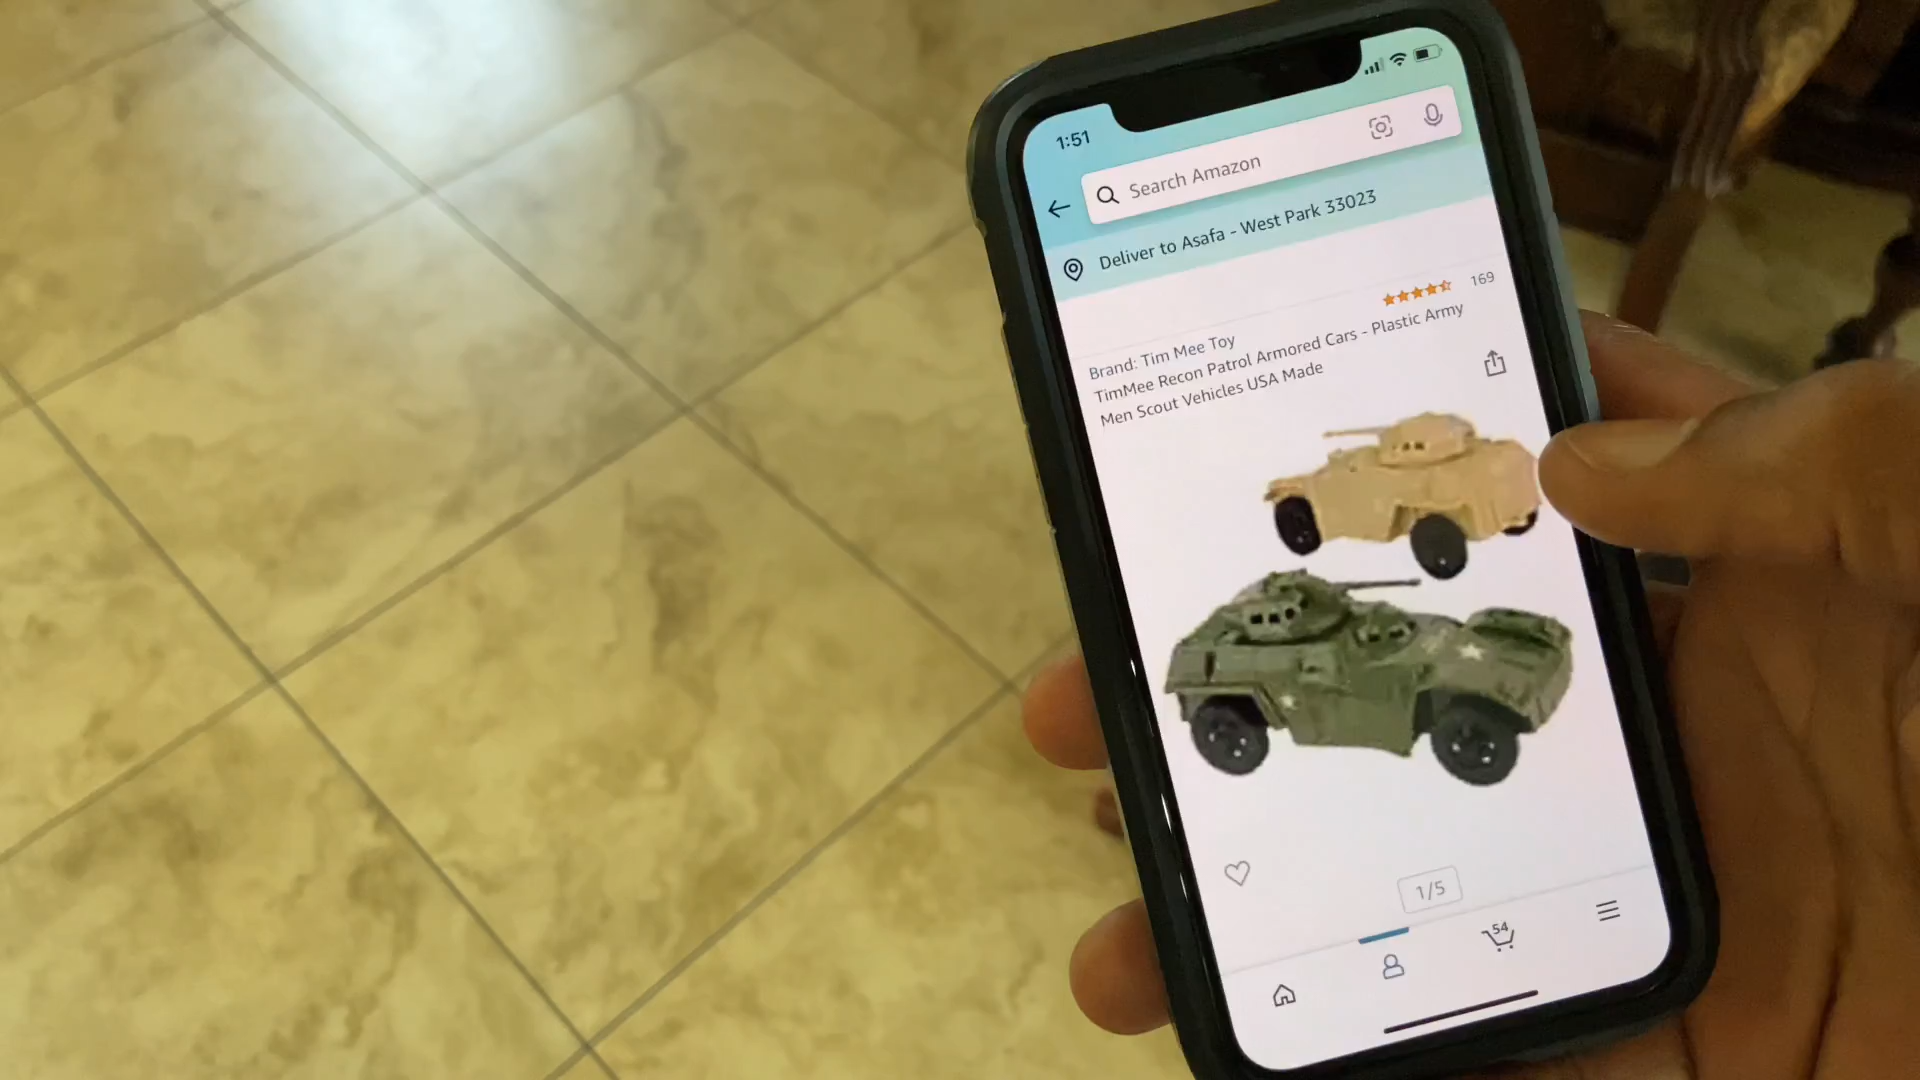 1:51
Search Amazon
Deliver to Asafa - West Park 33023
169
Brand: Tim Mee Toy
TimMee Recon Patrol Armored Cars - Plastic Army
Men Scout Vehicles USA Made
1/5
54